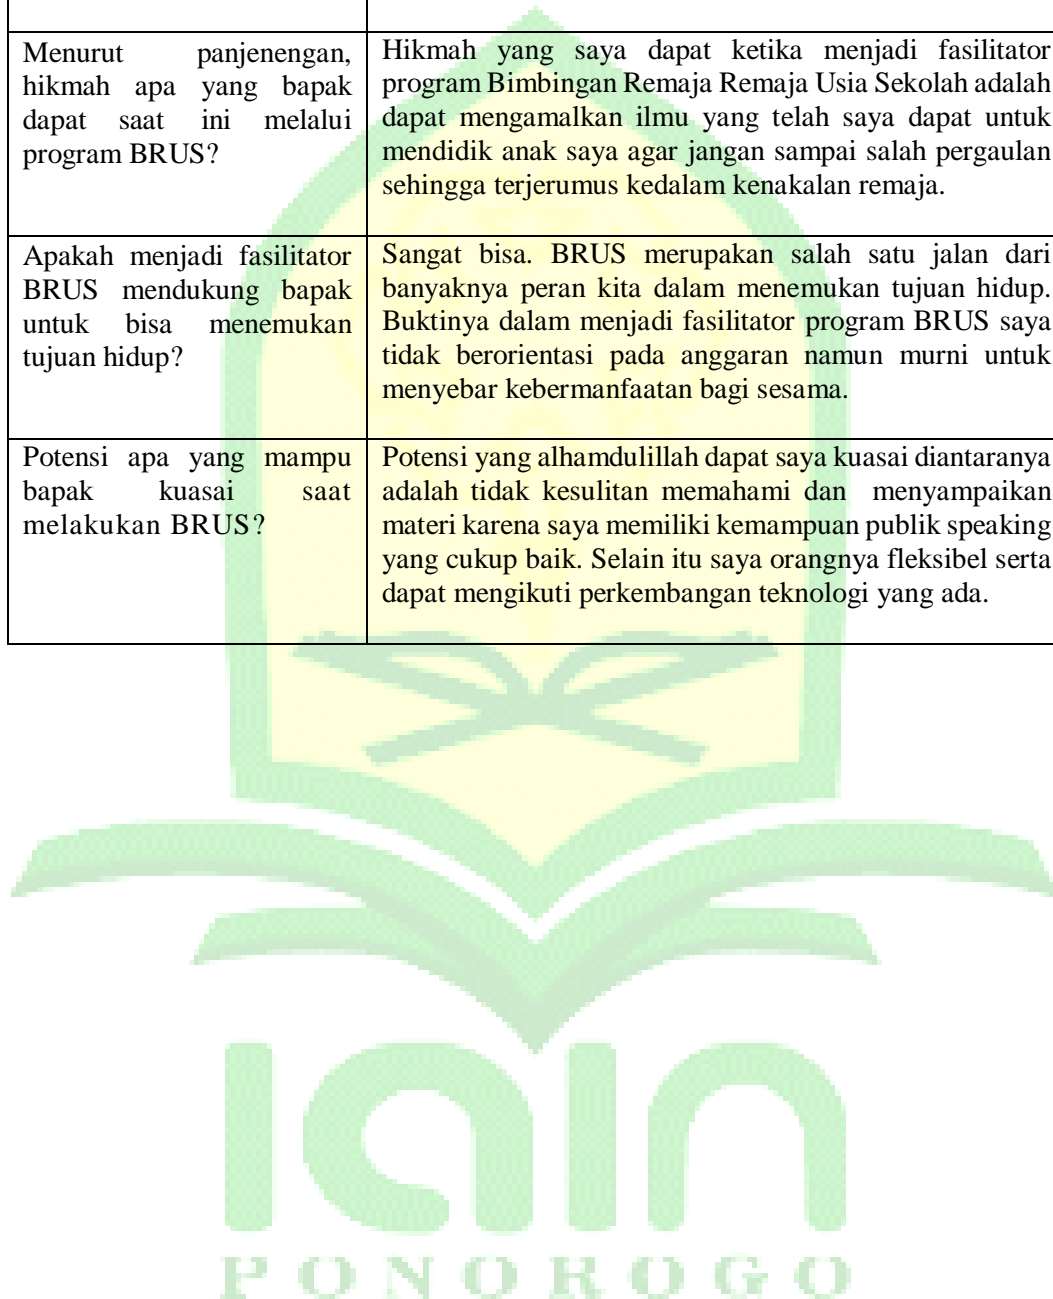 Menurut panjenengan,
hikmah apa yang bapak
dapat saat ini melalui
program BRUS?
Hikmah yang saya dapat ketika menjadi fasilitator
program Bimbingan Remaja Remaja Usia Sekolah adalah
dapat mengamalkan ilmu yang telah saya dapat untuk
mendidik anak saya agar jangan sampai salah pergaulan
sehingga terjerumus kedalam kenakalan remaja.
Apakah menjadi fasilitator
BRUS mendukung bapak
untuk bisa menemukan
tujuan hidup?
Sangat bisa. BRUS merupakan salah satu jalan dari
banyaknya peran kita dalam menemukan tujuan hidup.
Buktinya dalam menjadi fasilitator program BRUS saya
tidak berorientasi pada anggaran namun murni untuk
menyebar kebermanfaatan bagi sesama.
Potensi apa yang mampu
bapak kuasai saat
melakukan BRUS?
Potensi yang alhamdulillah dapat saya kuasai diantaranya
adalah tidak kesulitan memahami dan menyampaikan
materi karena saya memiliki kemampuan publik speaking
yang cukup baik. Selain itu saya orangnya fleksibel serta
dapat mengikuti perkembangan teknologi yang ada.
iain
PONOROGO